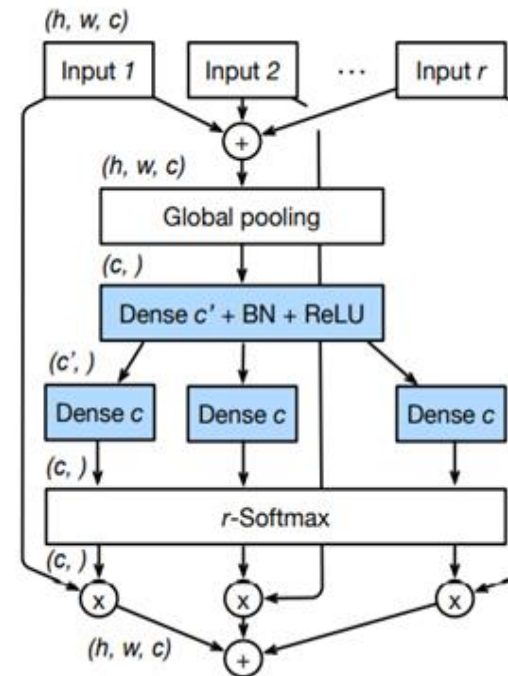 (h, w, c)
Input 1 Input 2 ... Input r
+
(h, w, c)
Global pooling
(c, )
Dense c' + BN + ReLU
(c', )
Dense c Dense c Dense c
(c, )
r-Softmax
(c, )
x x x
(h, w, c)
+